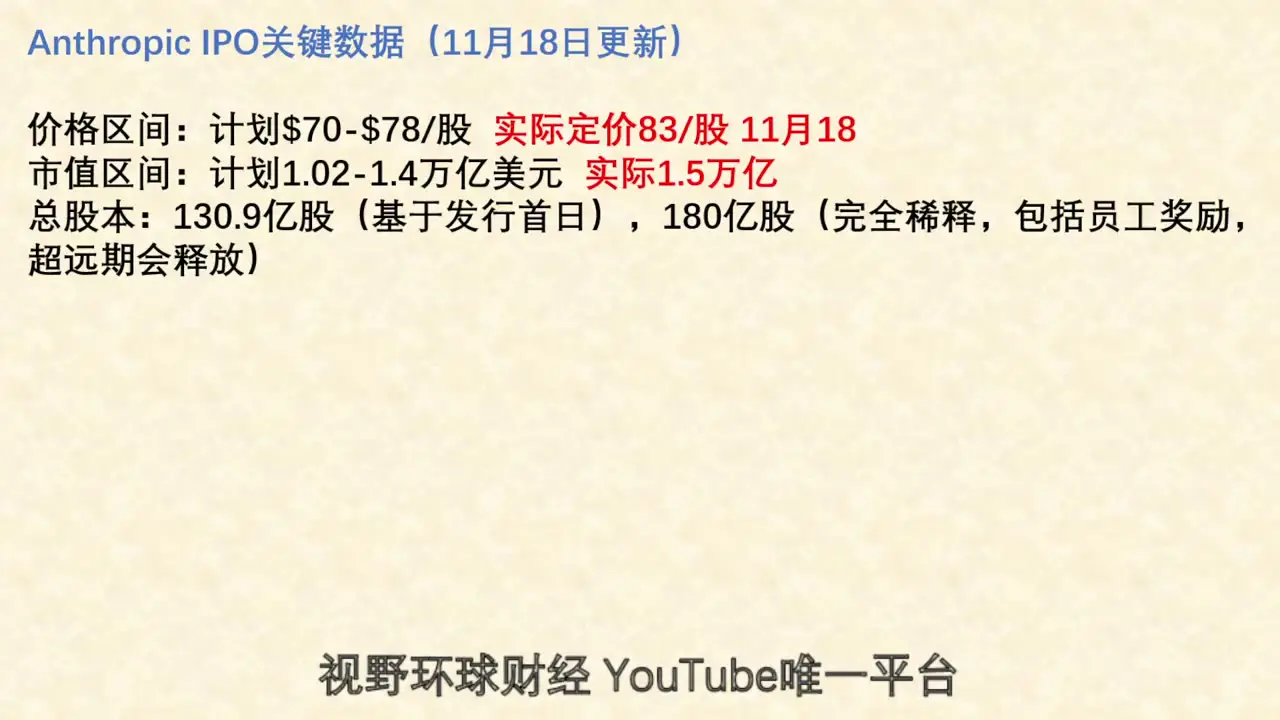 Anthropic IPO关键数据（11月18日更新）
价格区间：计划$70-$78/股 实际定价83/股 11月18
市值区间：计划1.02-1.4万亿美元 实际1.5万亿
总股本：130.9亿股（基于发行首日），180亿股（完全稀释，包括员工奖励，
超远期会释放）
视野环球财经 YouTube唯一平台